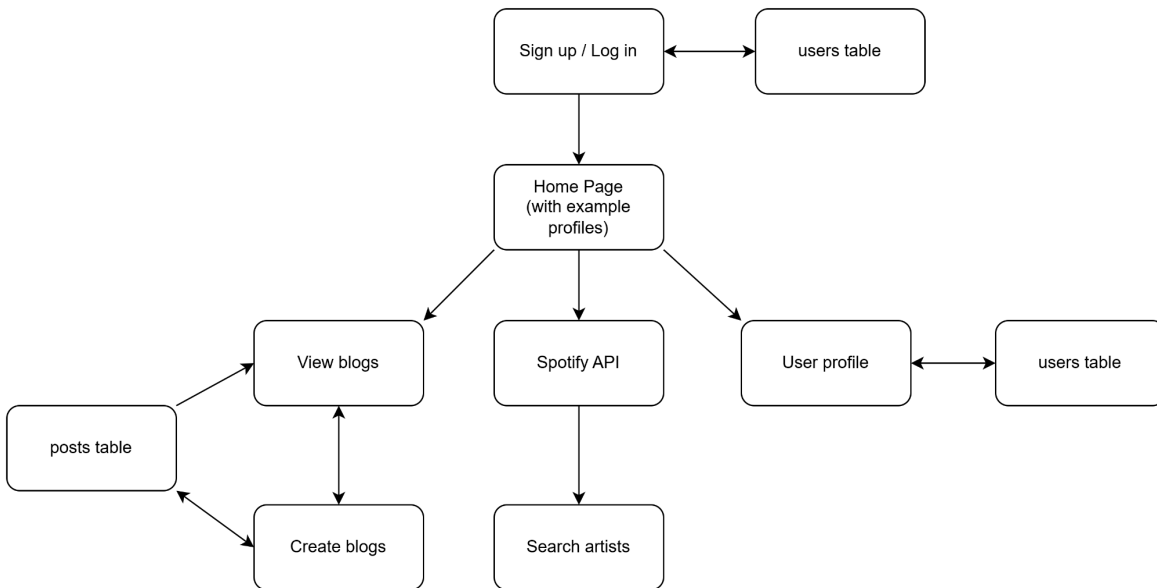 Sign up / Log in
users table
Home Page
(with example
profiles)
View blogs
Spotify API
User profile
users table
posts table
Create blogs
Search artists